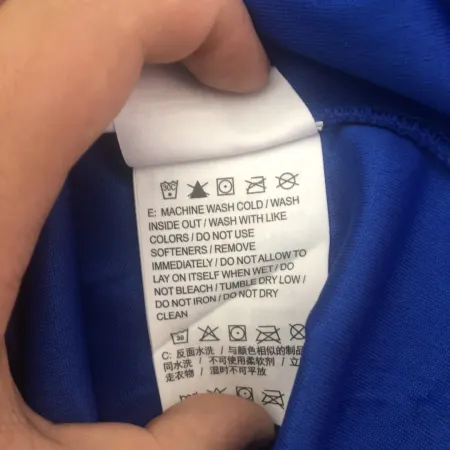 30C
E: MACHINE WASH COLD / WASH
INSIDE OUT / WASH WITH LIKE
COLORS / DO NOT USE
SOFTENERS / REMOVE
IMMEDIATELY / DO NOT ALLOW TO
LAY ON ITSELF WHEN WET / DO
NOT BLEACH / TUMBLE DRY LOW /
DO NOT IRON / DO NOT DRY
CLEAN
30
C: 反面水洗 / 与颜色相似的制品
同水洗 / 不可使用柔软剂 / 立
走衣物 / 湿时不可平放